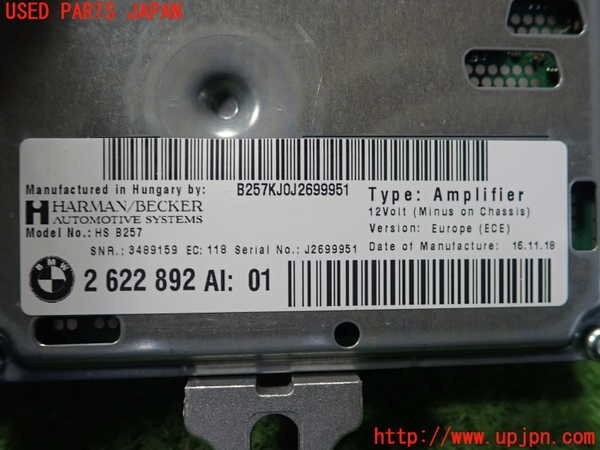 USED PARTS JAPAN
Manufactured in Hungary by:
B257KJ0J2699951
Type: Amplifier
HARMAN/BECKER
AUTOMOTIVE SYSTEMS
12Volt (Minus on Chassis)
Model No.: HS B257
Version: Europe (ECE)
SNR.: 3489159 EC: 118 Serial No.: J2699951
Date of Manufacture: 16.11.18
BMW
2 622 892 AI: 01
http://www.upjpn.com/